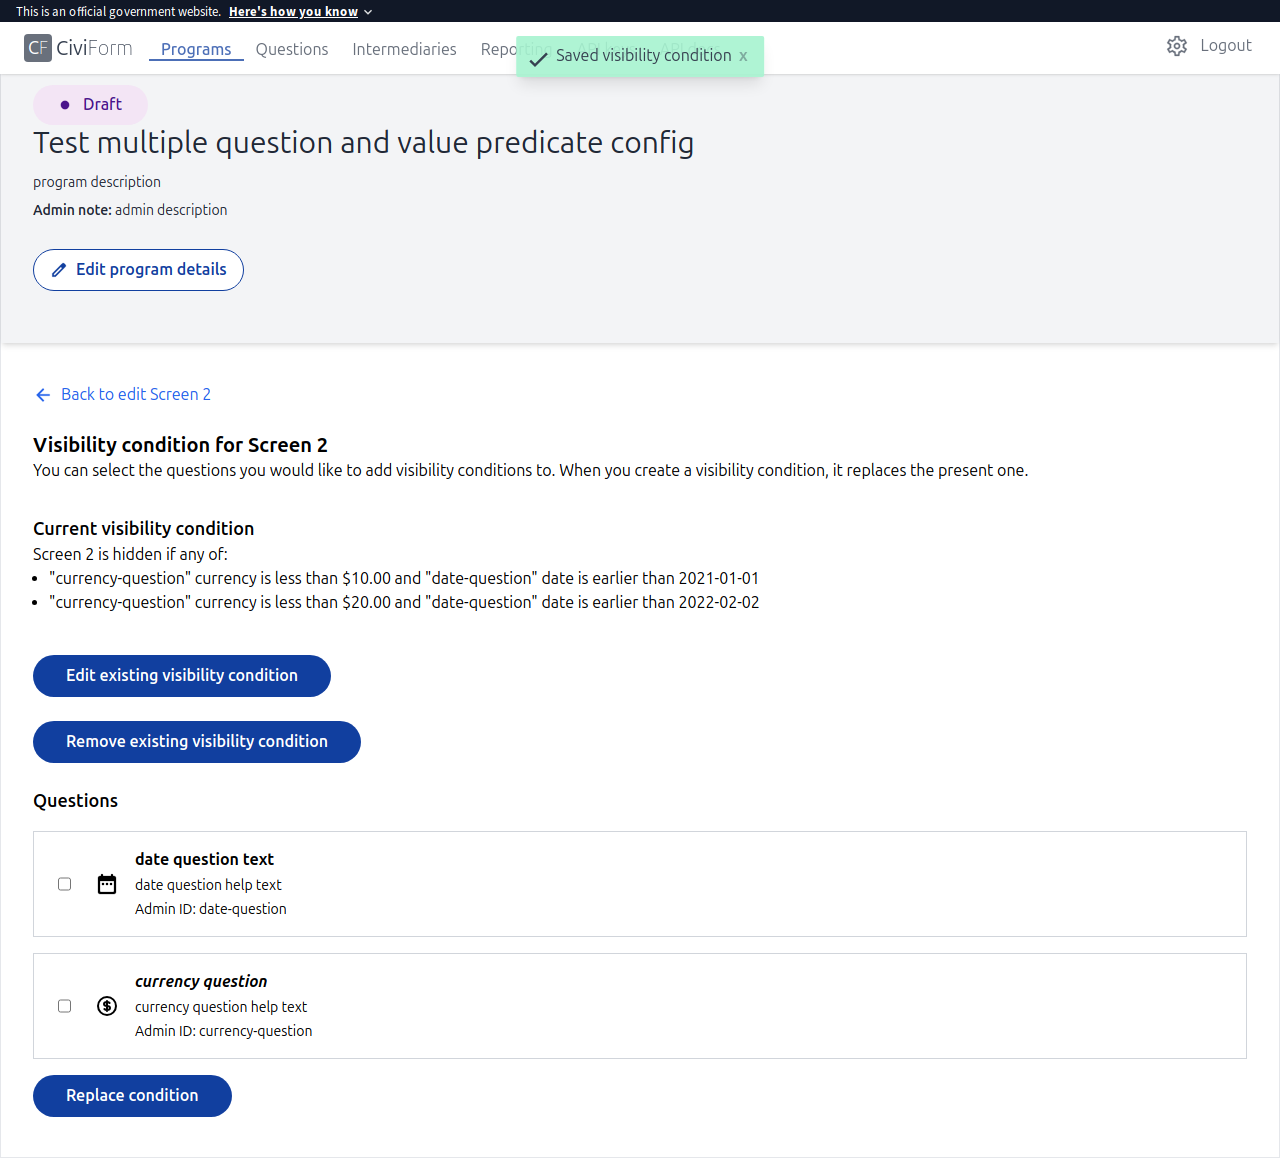 This is an official government website. Here's how you know
CF CiviForm Programs Questions Intermediaries Reporting Logout
Saved visibility condition x
Draft
Test multiple question and value predicate config
program description
Admin note: admin description
Edit program details
Back to edit Screen 2
Visibility condition for Screen 2
You can select the questions you would like to add visibility conditions to. When you create a visibility condition, it replaces the present one.
Current visibility condition
Screen 2 is hidden if any of:
• "currency-question" currency is less than $10.00 and "date-question" date is earlier than 2021-01-01
• "currency-question" currency is less than $20.00 and "date-question" date is earlier than 2022-02-02
Edit existing visibility condition
Remove existing visibility condition
Questions
date question text
date question help text
Admin ID: date-question
currency question
currency question help text
Admin ID: currency-question
Replace condition